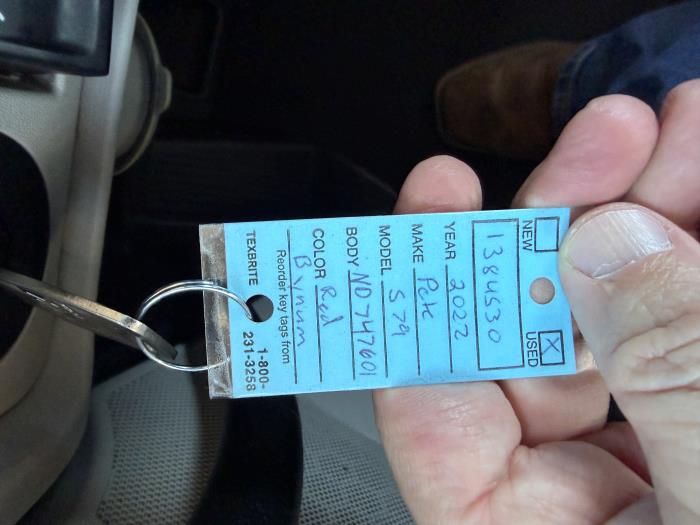 NEW USED X
1384530
YEAR 2022
MAKE Pete
MODEL 579
BODY ND747601
COLOR Red
Bynum
Reorder key tags from
TEXBRITE 1-800-
231-3258